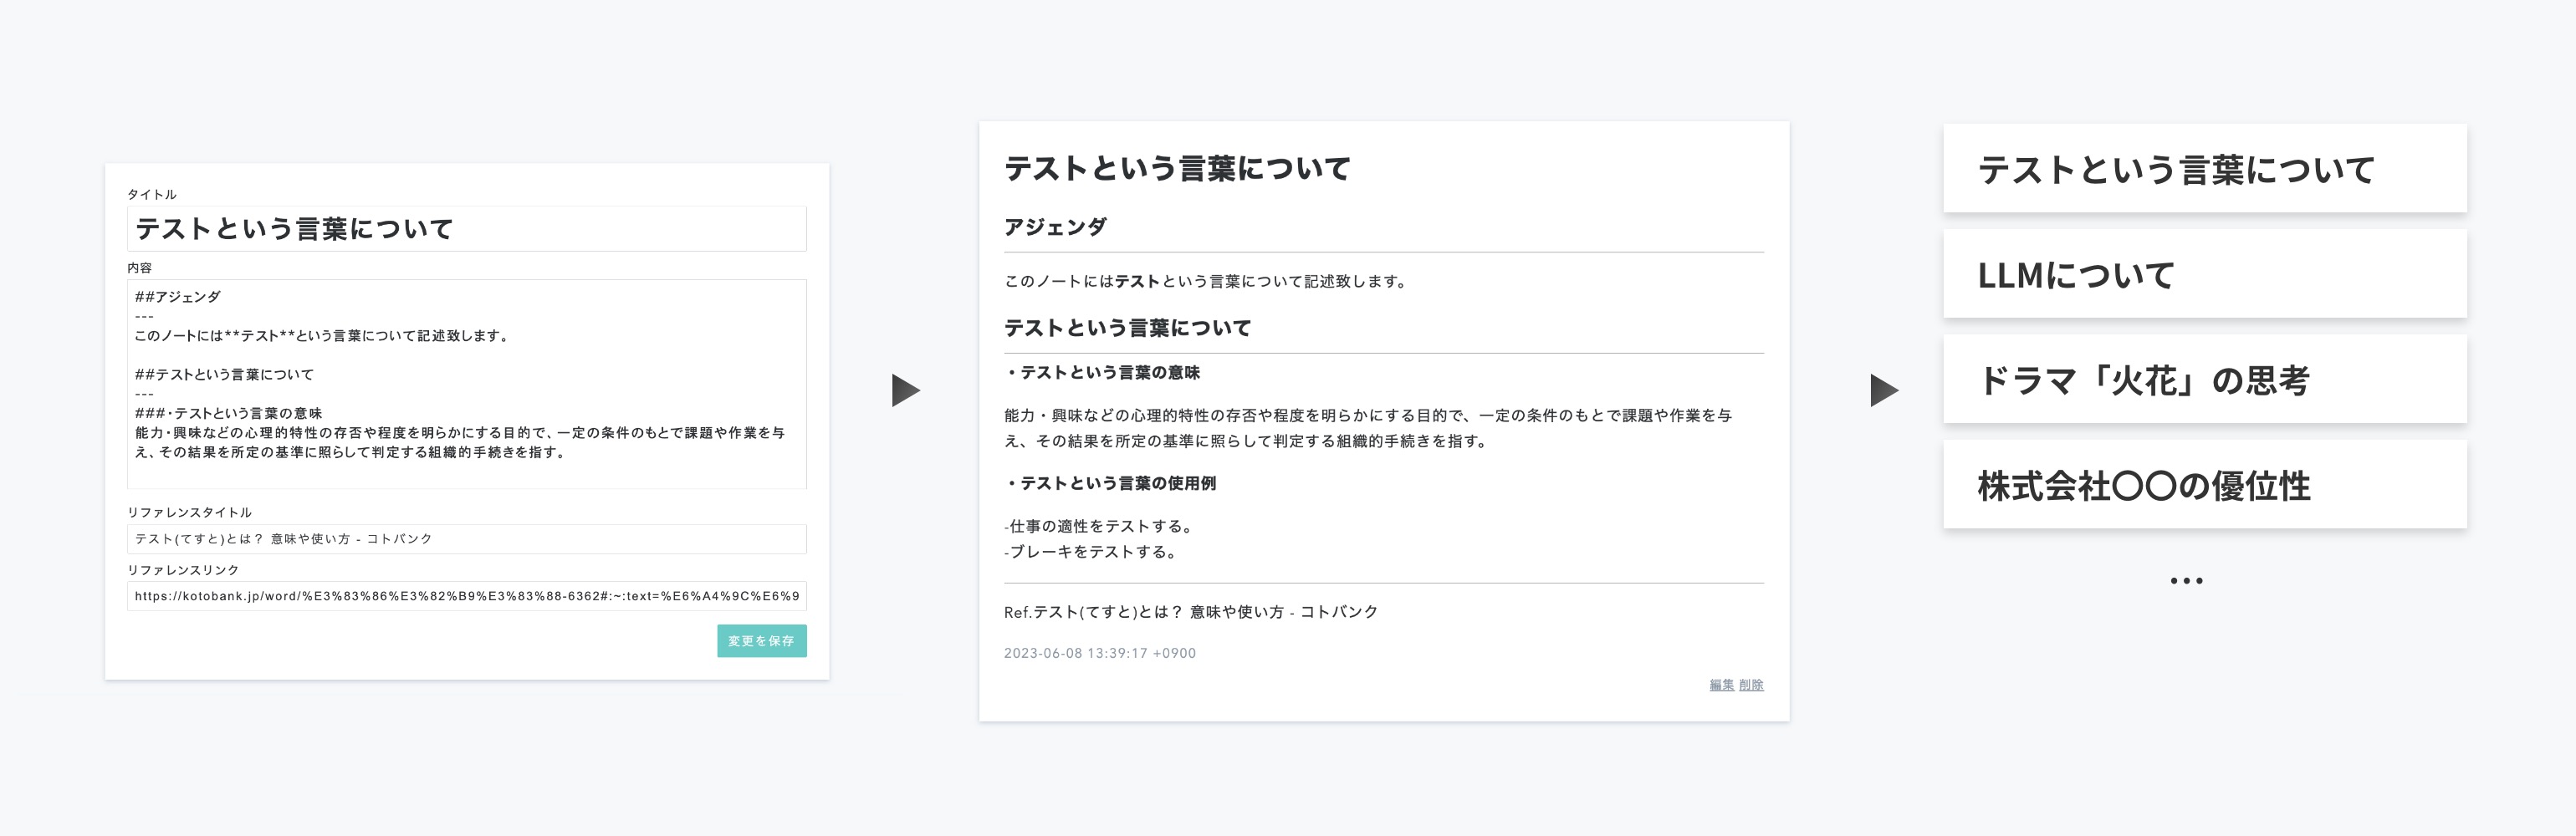 タイトル
テストという言葉について
内容
##アジェンダ
---
このノートには**テスト**という言葉について記述致します。
##テストという言葉について
---
###・テストという言葉の意味
能力・興味などの心理的特性の存否や程度を明らかにする目的で、一定の条件のもとで課題や作業を与
え、その結果を所定の基準に照らして判定する組織的手続きを指す。
リファレンスタイトル
テスト(てすと)とは？ 意味や使い方 - コトバンク
リファレンスリンク
https://kotobank.jp/word/%E3%83%86%E3%82%B9%E3%83%88-6362#:~:text=%E6%A4%9C%E6%9
変更を保存
テストという言葉について
アジェンダ
このノートにはテストという言葉について記述致します。
テストという言葉について
・テストという言葉の意味
能力・興味などの心理的特性の存否や程度を明らかにする目的で、一定の条件のもとで課題や作業を与
え、その結果を所定の基準に照らして判定する組織的手続きを指す。
・テストという言葉の使用例
-仕事の適性をテストする。
-ブレーキをテストする。
Ref.テスト(てすと)とは？ 意味や使い方 - コトバンク
2023-06-08 13:39:17 +0900
編集 削除
テストという言葉について
LLMについて
ドラマ「火花」の思考
株式会社〇〇の優位性
...